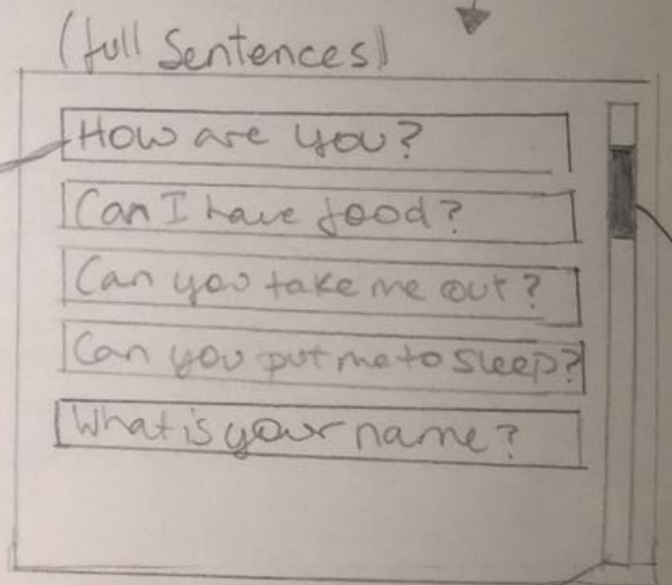 (full Sentences)
How are you?
Can I have food?
Can you take me out?
Can you put me to sleep?
What is your name?